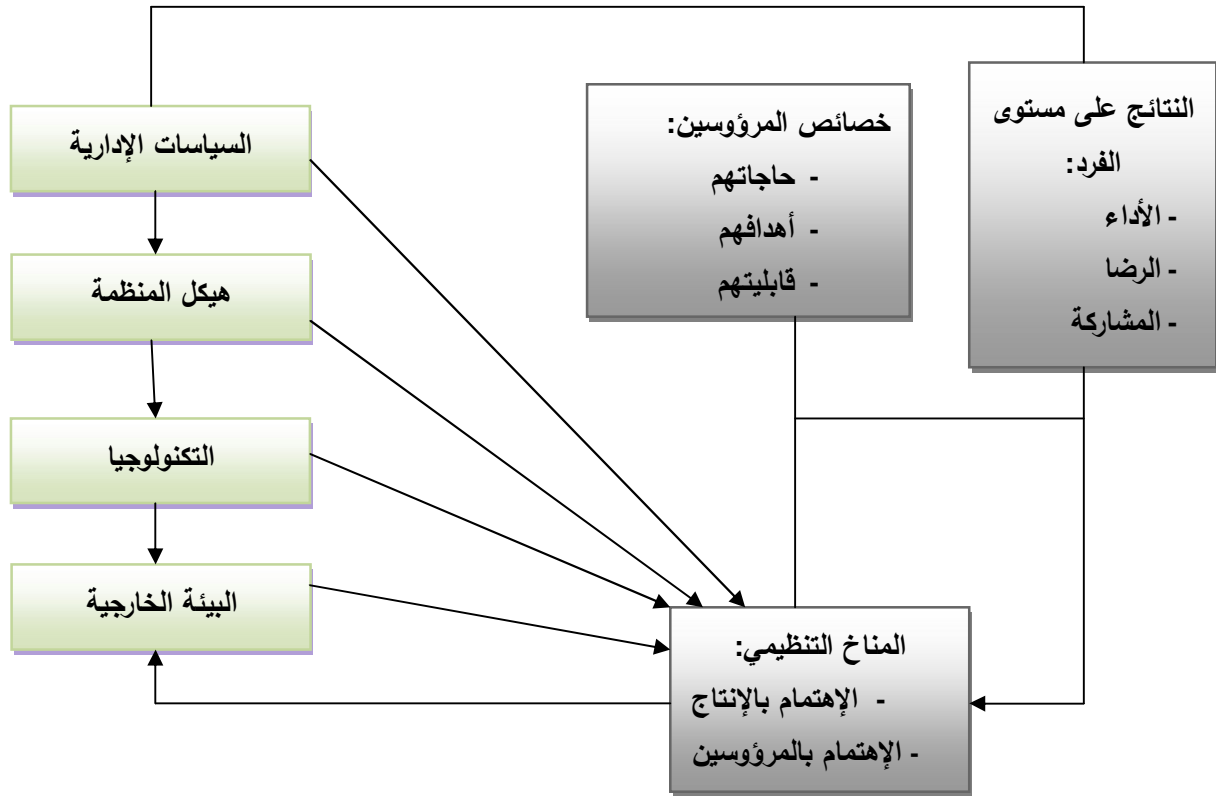 النتائج على مستوى
الفرد:
- الأداء
- الرضا
- المشاركة
خصائص المرؤوسين:
- حاجاتهم
- أهدافهم
- قابليتهم
السياسات الإدارية
هيكل المنظمة
التكنولوجيا
البيئة الخارجية
المناخ التنظيمي:
- الإهتمام بالإنتاج
- الإهتمام بالمرؤوسين